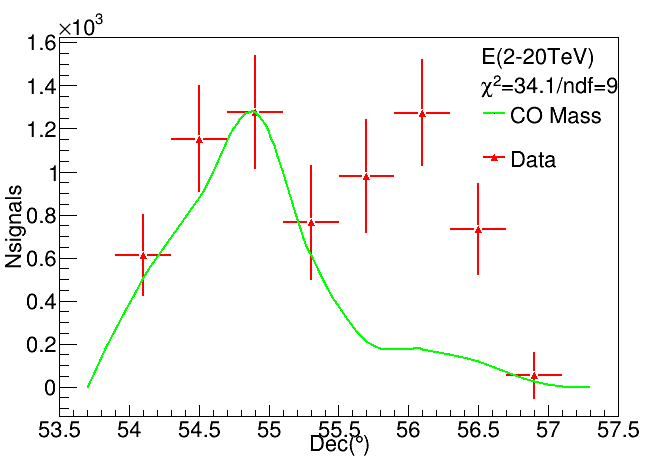 ×10³
1.6
1.4
1.2
1
0.8
0.6
0.4
0.2
0
Nsignals
E(2-20TeV)
χ²=34.1/ndf=9
CO Mass
Data
53.5 54 54.5 55 55.5 56 56.5 57 57.5
Dec(°)